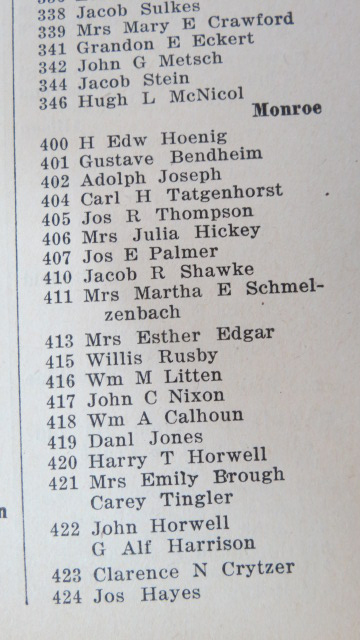 338 Jacob Sulkes
339 Mrs Mary E Crawford
341 Grandon E Eckert
342 John G Metsch
344 Jacob Stein
346 Hugh L McNicol
Monroe
400 H Edw Hoenig
401 Gustave Bendheim
402 Adolph Joseph
404 Carl H Tatgenhorst
405 Jos R Thompson
406 Mrs Julia Hickey
407 Jos E Palmer
410 Jacob R Shawke
411 Mrs Martha E Schmel-
zenbach
413 Mrs Esther Edgar
415 Willis Rusby
416 Wm M Litten
417 John C Nixon
418 Wm A Calhoun
419 Danl Jones
420 Harry T Horwell
421 Mrs Emily Brough
Carey Tingler
422 John Horwell
G Alf Harrison
423 Clarence N Crytzer
424 Jos Hayes